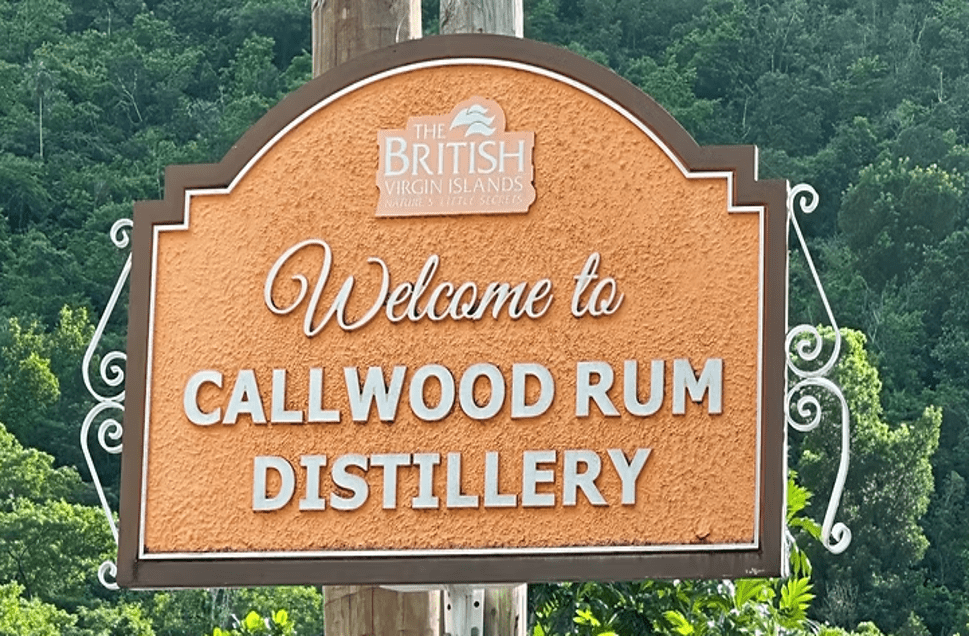 THE
BRITISH
VIRGIN ISLANDS
NATURE'S LITTLE SECRETS
Welcome to
CALLWOOD RUM
DISTILLERY